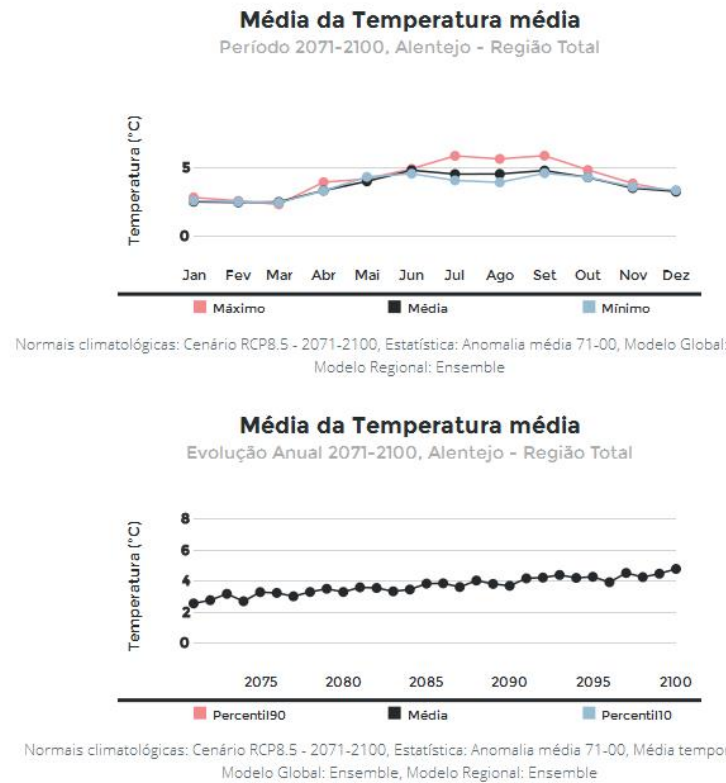 Média da Temperatura média
Período 2071-2100, Alentejo - Região Total
Temperatura (°C)
5
0
Jan Fev Mar Abr Mai Jun Jul Ago Set Out Nov Dez
Máximo Média Mínimo
Normais climatológicas: Cenário RCP8.5 - 2071-2100, Estatística: Anomalia média 71-00, Modelo Global:
Modelo Regional: Ensemble
Média da Temperatura média
Evolução Anual 2071-2100, Alentejo - Região Total
Temperatura (°C)
8
6
4
2
0
2075 2080 2085 2090 2095 2100
Percentil90 Média Percentil10
Normais climatológicas: Cenário RCP8.5 - 2071-2100, Estatística: Anomalia média 71-00, Média tempo
Modelo Global: Ensemble, Modelo Regional: Ensemble